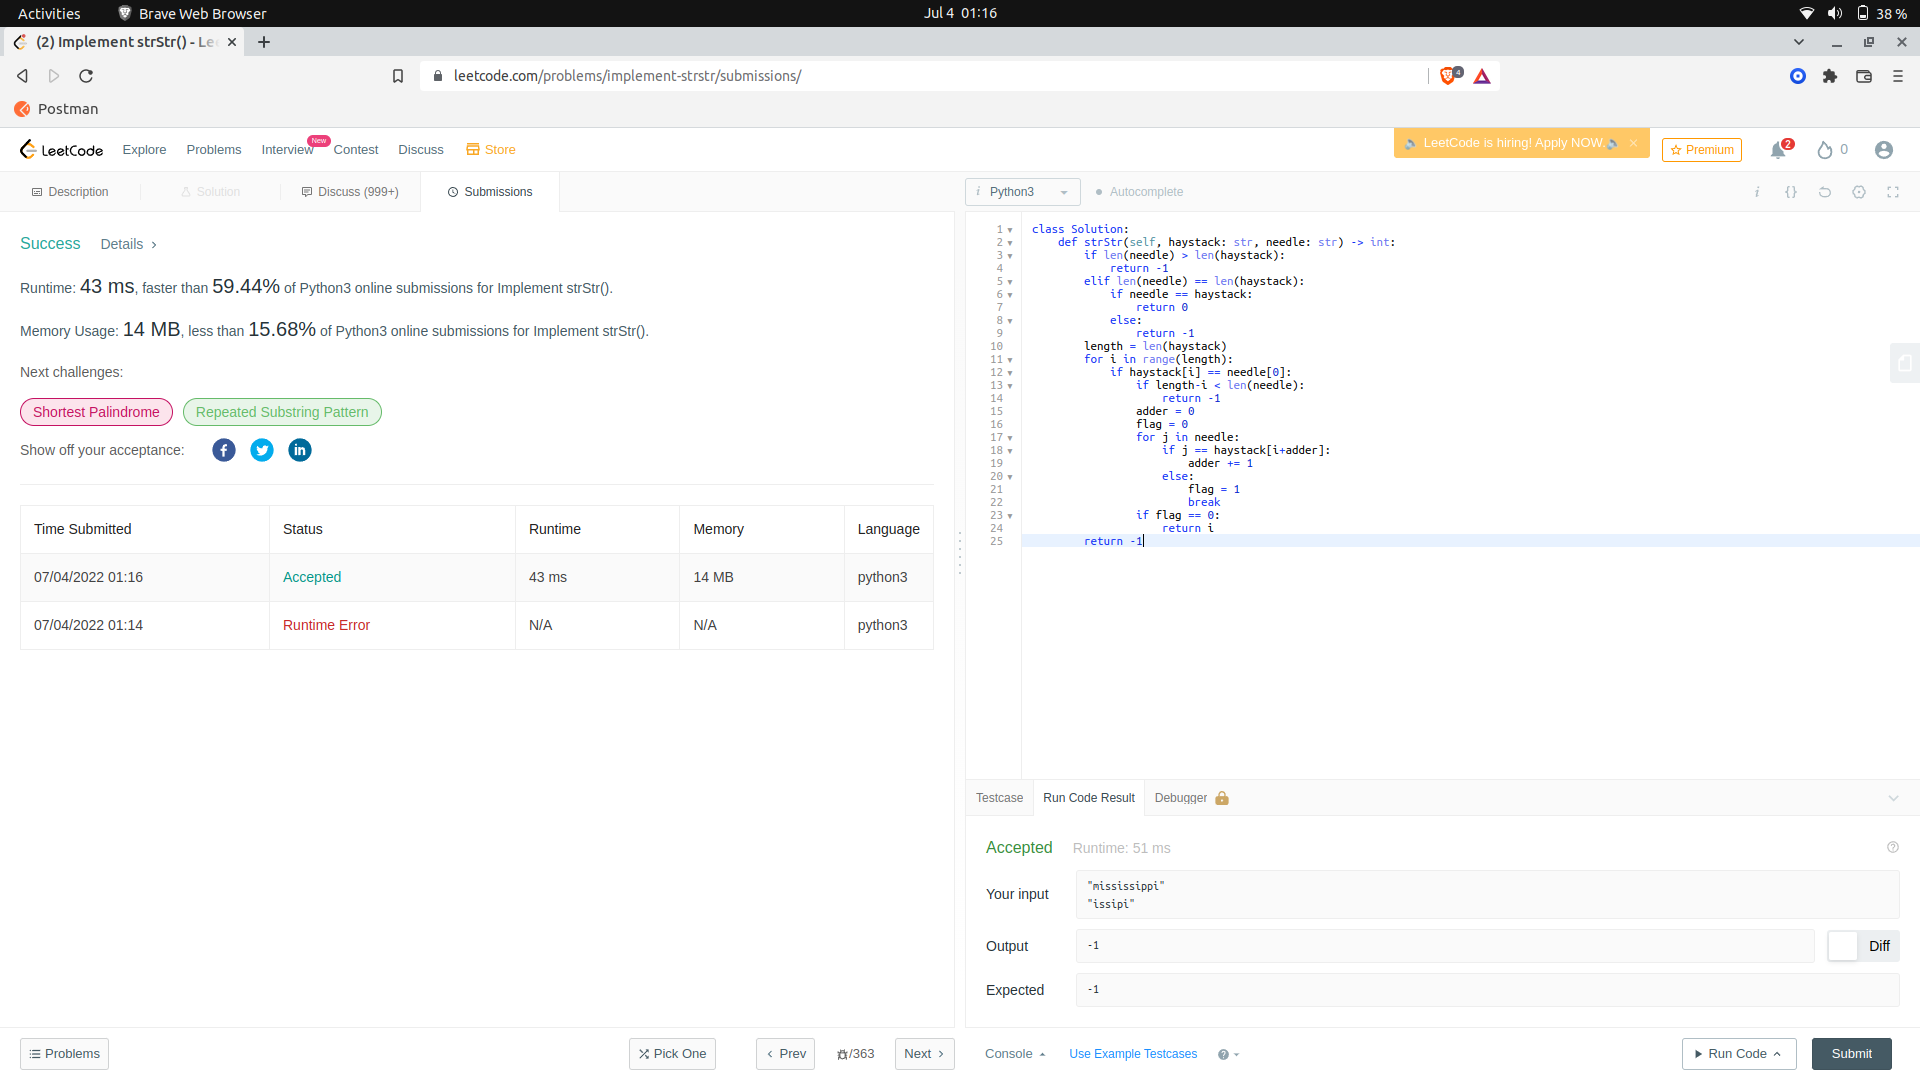 Activities
Brave Web Browser
Jul 4 01:16
38 %
(2) Implement strStr() - Le
leetcode.com/problems/implement-strstr/submissions/
4
Postman
LeetCode
Explore
Problems
Interview
New
Contest
Discuss
Store
LeetCode is hiring! Apply NOW.
Premium
2
0
Description
Solution
Discuss (999+)
Submissions
i Python3
Autocomplete
i
{}
Success
Details
Runtime: 43 ms, faster than 59.44% of Python3 online submissions for Implement strStr().
Memory Usage: 14 MB, less than 15.68% of Python3 online submissions for Implement strStr().
Next challenges:
Shortest Palindrome
Repeated Substring Pattern
Show off your acceptance:
Time Submitted Status Runtime Memory Language
07/04/2022 01:16 Accepted 43 ms 14 MB python3
07/04/2022 01:14 Runtime Error N/A N/A python3
1 class Solution:
2     def strStr(self, haystack: str, needle: str) -> int:
3         if len(needle) > len(haystack):
4             return -1
5         elif len(needle) == len(haystack):
6             if needle == haystack:
7                 return 0
8             else:
9                 return -1
10         length = len(haystack)
11         for i in range(length):
12             if haystack[i] == needle[0]:
13                 if length-i < len(needle):
14                     return -1
15                 adder = 0
16                 flag = 0
17                 for j in needle:
18                     if j == haystack[i+adder]:
19                         adder += 1
20                     else:
21                         flag = 1
22                         break
23                 if flag == 0:
24                     return i
25         return -1
Testcase
Run Code Result
Debugger
Accepted
Runtime: 51 ms
Your input
"mississippi"
"issipi"
Output
-1
Diff
Expected
-1
Problems
Pick One
Prev
/363
Next
Console
Use Example Testcases
Run Code
Submit